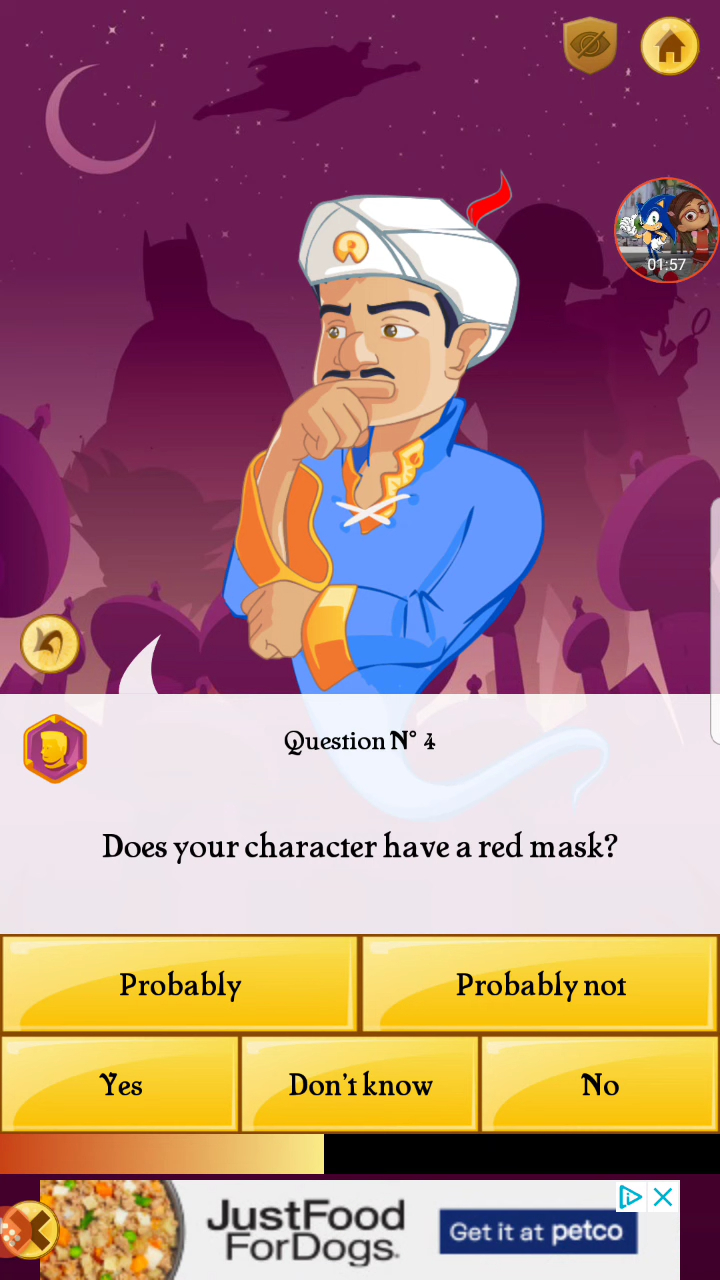 01:57
Question N° 4
Does your character have a red mask?
Probably
Probably not
Yes
Don't know
No
JustFood
ForDogs.
Get it at petco